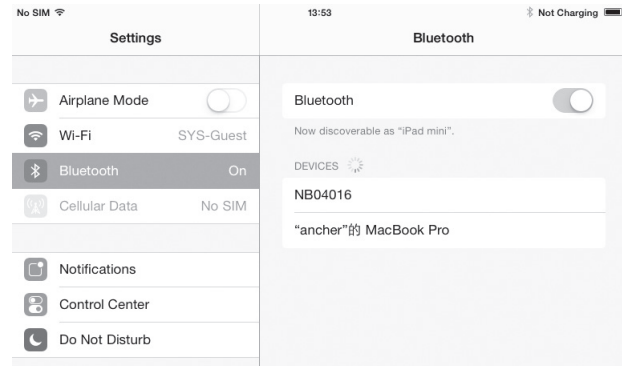 No SIM
13:53
Not Charging
Settings
Bluetooth
Airplane Mode
Wi-Fi SYS-Guest
Bluetooth On
Cellular Data No SIM
Notifications
Control Center
Do Not Disturb
Bluetooth
Now discoverable as “iPad mini”.
DEVICES
NB04016
“ancher”的 MacBook Pro